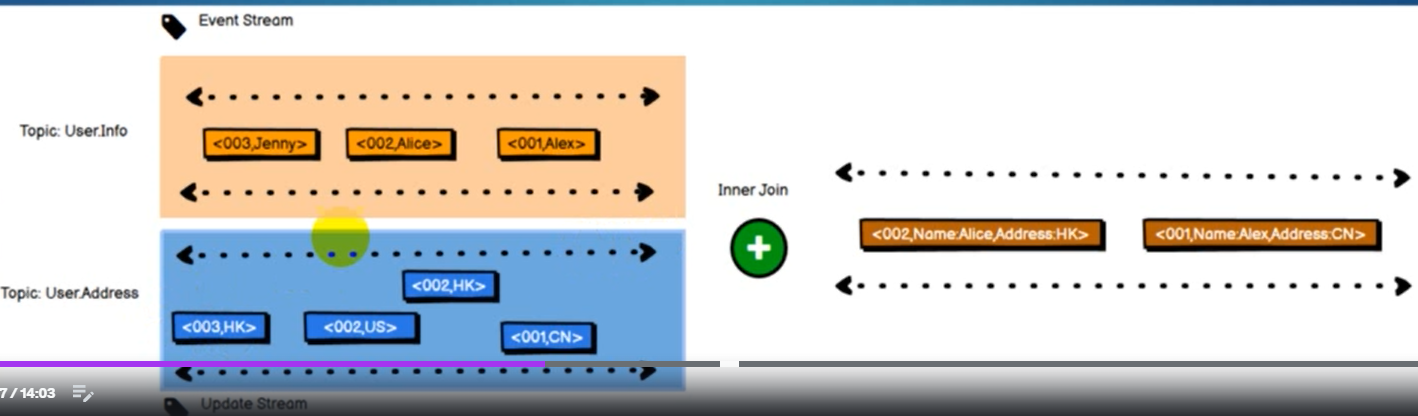 Event Stream
Topic: User.Info
<003,Jenny>
<002,Alice>
<001,Alex>
Inner Join
<002,Name:Alice,Address:HK>
<001,Name:Alex,Address:CN>
Topic: User.Address
<002,HK>
<003,HK>
<002,US>
<001,CN>
7 / 14:03
Update Stream